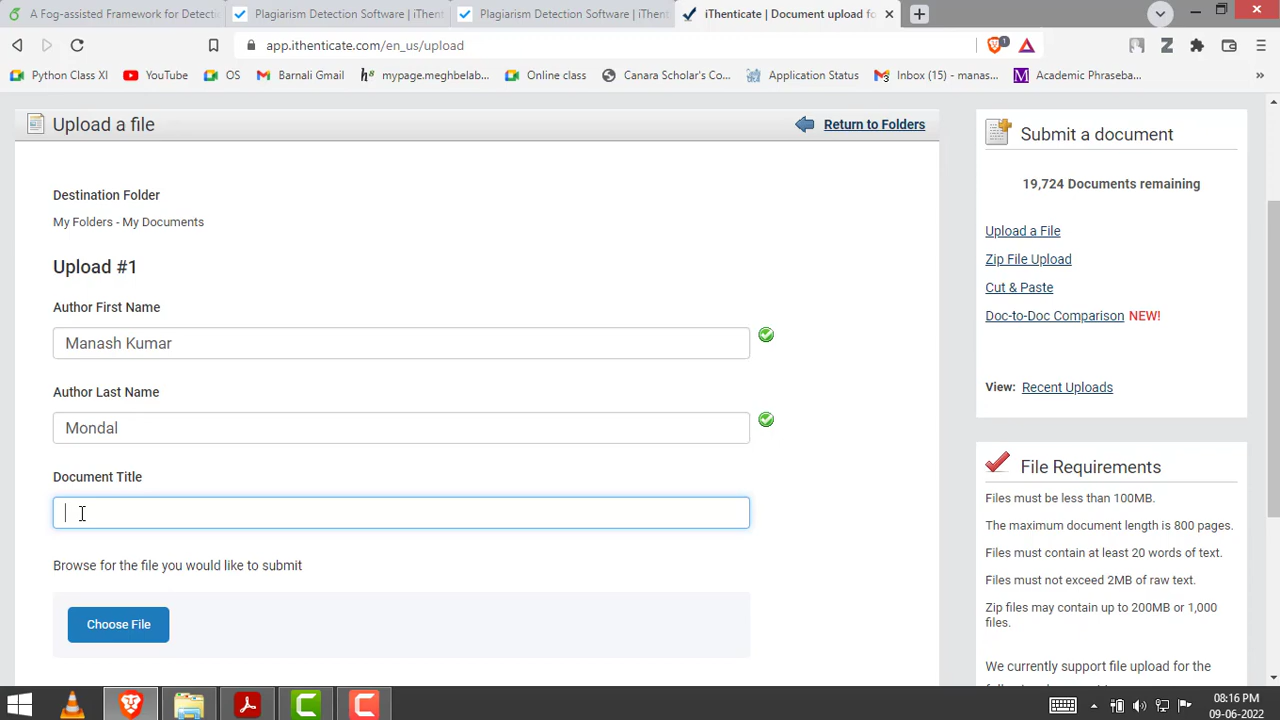 A Fog-assisted Framework for Detec
Plagiarism Detection Software | iThent
Plagiarism Detection Software | iThent
iThenticate | Document upload fo
app.ithenticate.com/en_us/upload
1
Python Class XI
YouTube
OS
Barnali Gmail
mypage.meghbelab...
Online class
Canara Scholar's Co...
Application Status
Inbox (15) - manas...
Academic Phraseba...
»
Upload a file
Return to Folders
Destination Folder
My Folders - My Documents
Upload #1
Author First Name
Manash Kumar
Author Last Name
Mondal
Document Title
Browse for the file you would like to submit
Choose File
Submit a document
19,724 Documents remaining
Upload a File
Zip File Upload
Cut & Paste
Doc-to-Doc Comparison NEW!
View: Recent Uploads
File Requirements
Files must be less than 100MB.
The maximum document length is 800 pages.
Files must contain at least 20 words of text.
Files must not exceed 2MB of raw text.
Zip files may contain up to 200MB or 1,000
files.
We currently support file upload for the
08:16 PM
09-06-2022